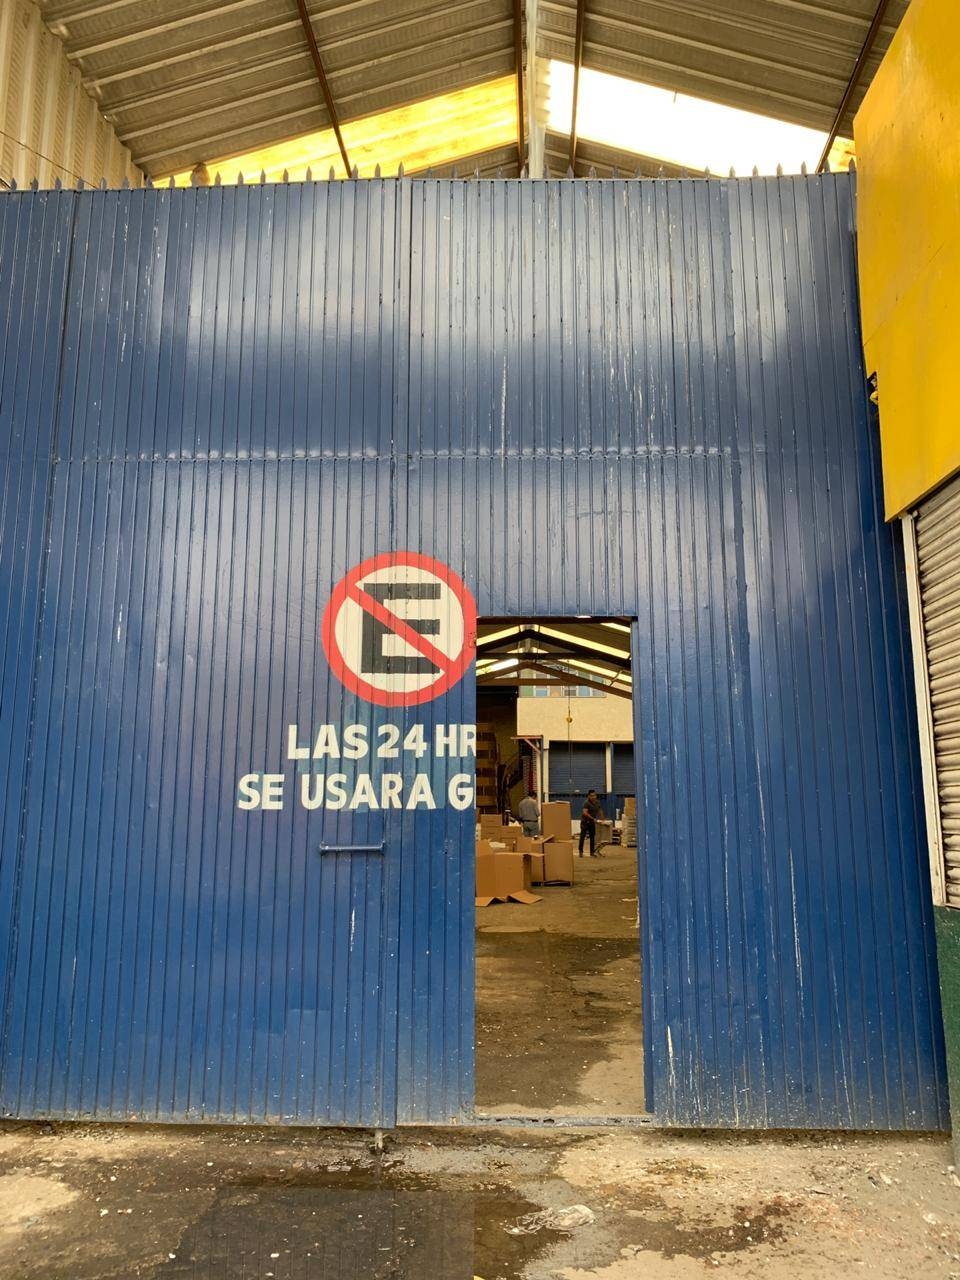 E
LAS 24 HR
SE USARA G